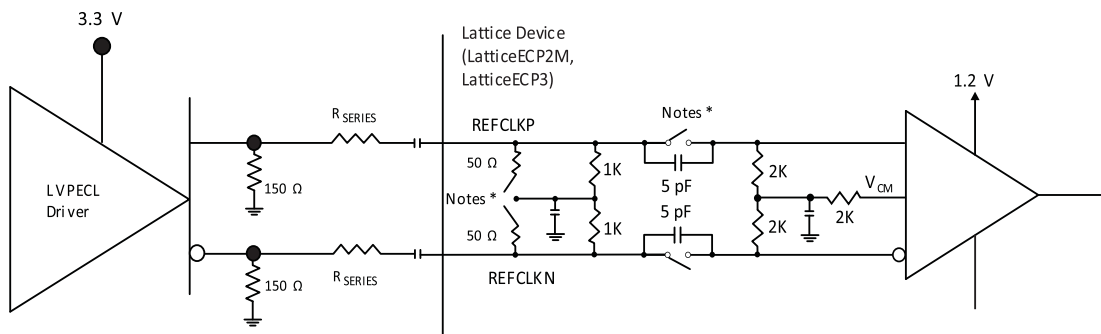 3.3 V
Lattice Device
(LatticeECP2M,
LatticeECP3)
1.2 V
R SERIES
Notes *
REFCLKP
50 Ω
1K
5 pF
2K
150 Ω
LVPECL
Driver
Notes *
VCM
5 pF
2K
50 Ω
1K
2K
R SERIES
REFCLKN
150 Ω